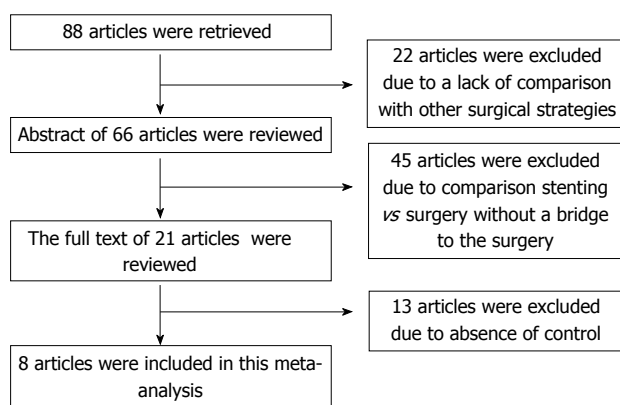 88 articles were retrieved
22 articles were excluded
due to a lack of comparison
with other surgical strategies
Abstract of 66 articles were reviewed
45 articles were excluded
due to comparison stenting
vs surgery without a bridge
to the surgery
The full text of 21 articles were
reviewed
13 articles were excluded
due to absence of control
8 articles were included in this meta-
analysis